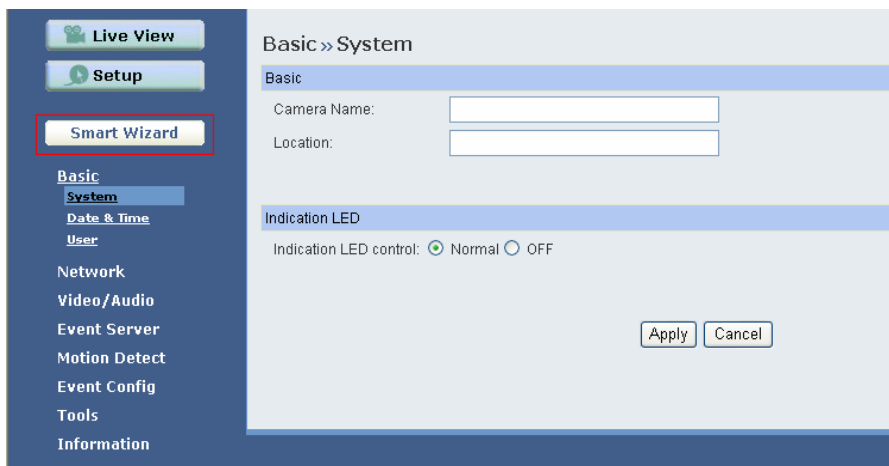 Live View
Setup
Smart Wizard
Basic
System
Date & Time
User
Network
Video/Audio
Event Server
Motion Detect
Event Config
Tools
Information
Basic » System
Basic
Camera Name:
Location:
Indication LED
Indication LED control: Normal OFF
Apply Cancel